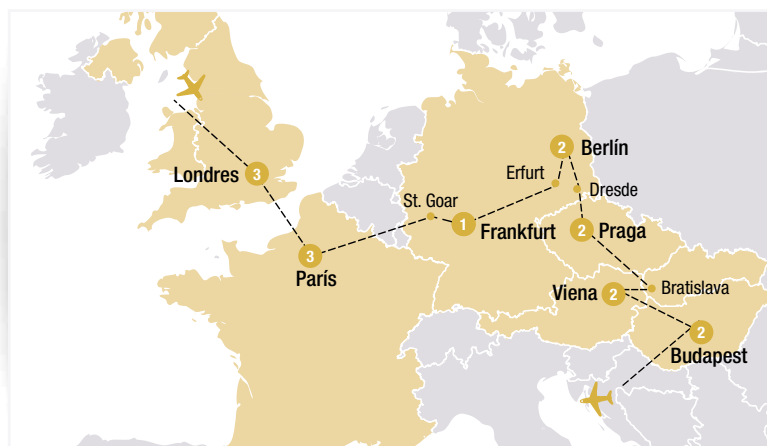 Londres
3
3
París
St. Goar
1
Frankfurt
Erfurt
2
Berlín
Dresde
2
Praga
Bratislava
Viena
2
2
Budapest